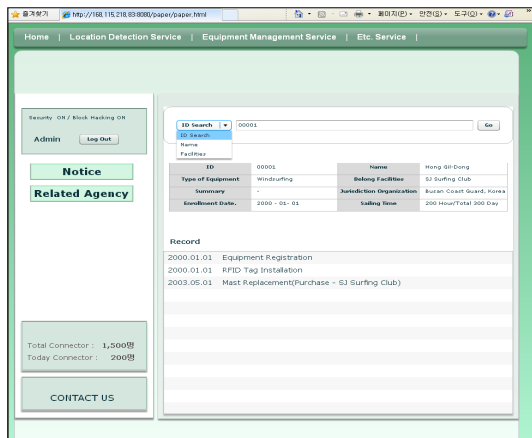 즐겨찾기 http://168.115.218.83:8080/paper/paper.html 페이지(P) 안전(S) 도구(O)
Home | Location Detection Service | Equipment Management Service | Etc. Service |
Security ON / Block Hacking ON
Admin Log Out
Notice
Related Agency
ID Search 00001 Go
ID Search
Name
Facilities
ID 00001 Name Hong Gil-Dong
Type of Equipment Windsurfing Belong Facilities SJ Surfing Club
Summary - Jurisdiction Organization Busan Coast Guard, Korea
Enrollment Date. 2000 - 01- 01 Sailing Time 200 Hour/Total 300 Day
Record
2000.01.01 Equipment Registration
2000.01.01 RFID Tag Installation
2003.05.01 Mast Replacement(Purchase - SJ Surfing Club)
Total Connector : 1,500명
Today Connector : 200명
CONTACT US